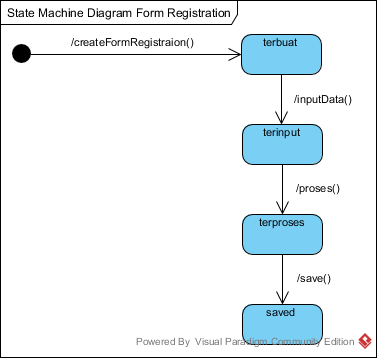 State Machine Diagram Form Registration
/createFormRegistraion()
terbuat
/inputData()
terinput
/proses()
terproses
/save()
saved
Powered By Visual Paradigm Community Edition